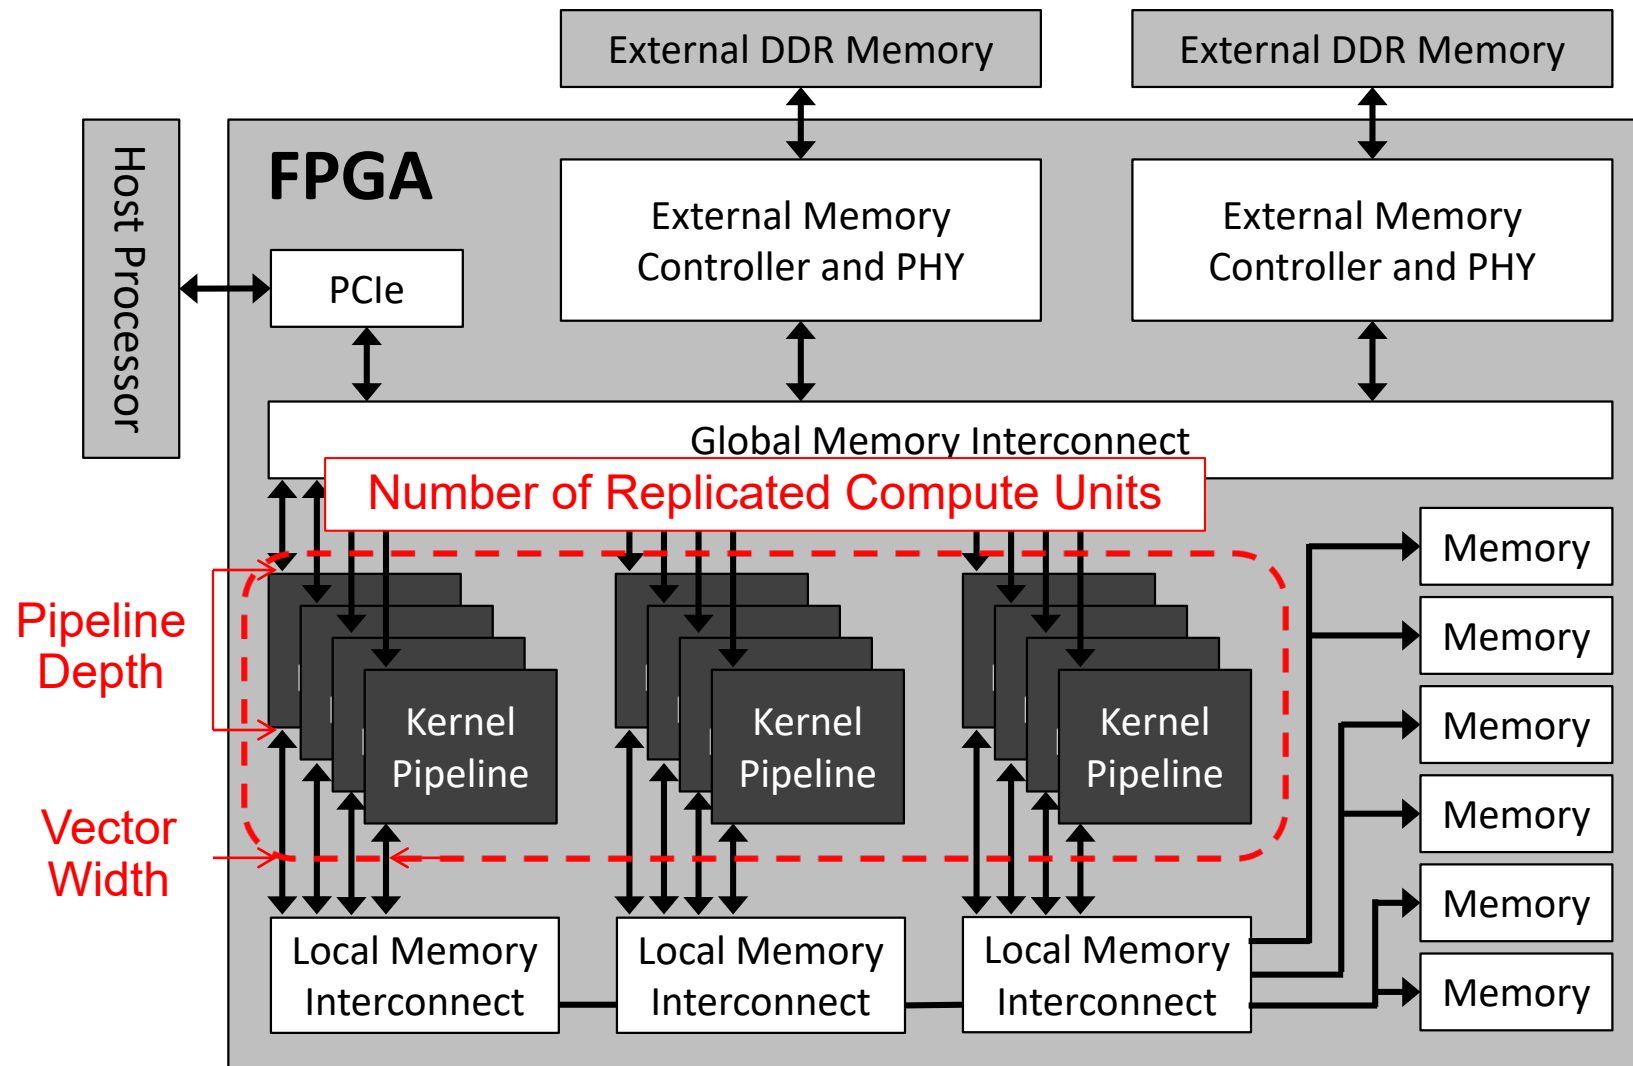 External DDR Memory
External DDR Memory
Host Processor
FPGA
External Memory
Controller and PHY
External Memory
Controller and PHY
PCIe
Global Memory Interconnect
Number of Replicated Compute Units
Pipeline
Depth
Vector
Width
Kernel
Pipeline
Kernel
Pipeline
Kernel
Pipeline
Local Memory
Interconnect
Local Memory
Interconnect
Local Memory
Interconnect
Memory
Memory
Memory
Memory
Memory
Memory